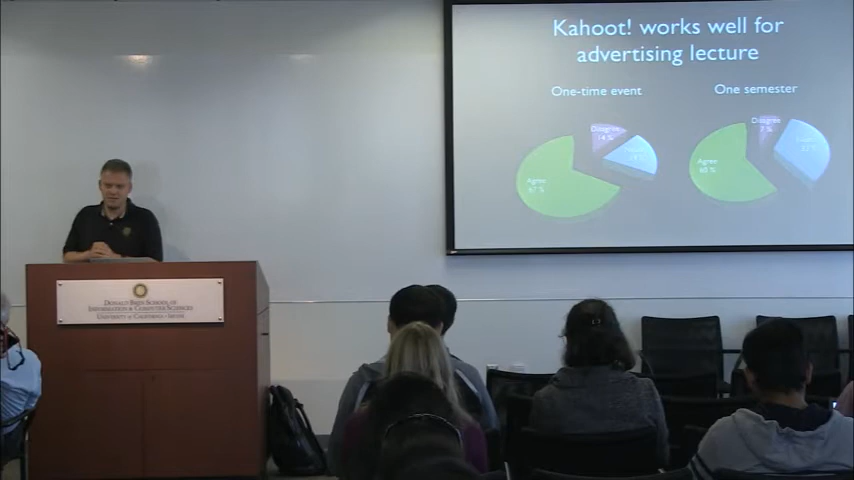 Kahoot! works well for
advertising lecture
One-time event
One semester
Disagree
14 %
Agree
67 %
Disagree
Agree
60 %
DONALD BREN SCHOOL OF
INFORMATION & COMPUTER SCIENCES
UNIVERSITY OF CALIFORNIA • IRVINE